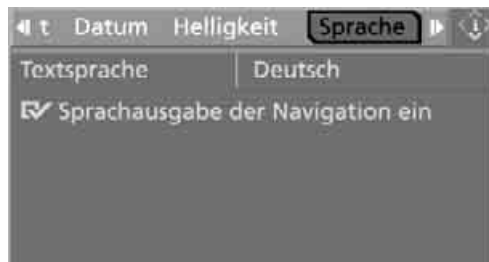 t Datum Helligkeit Sprache
Textsprache Deutsch
Sprachausgabe der Navigation ein